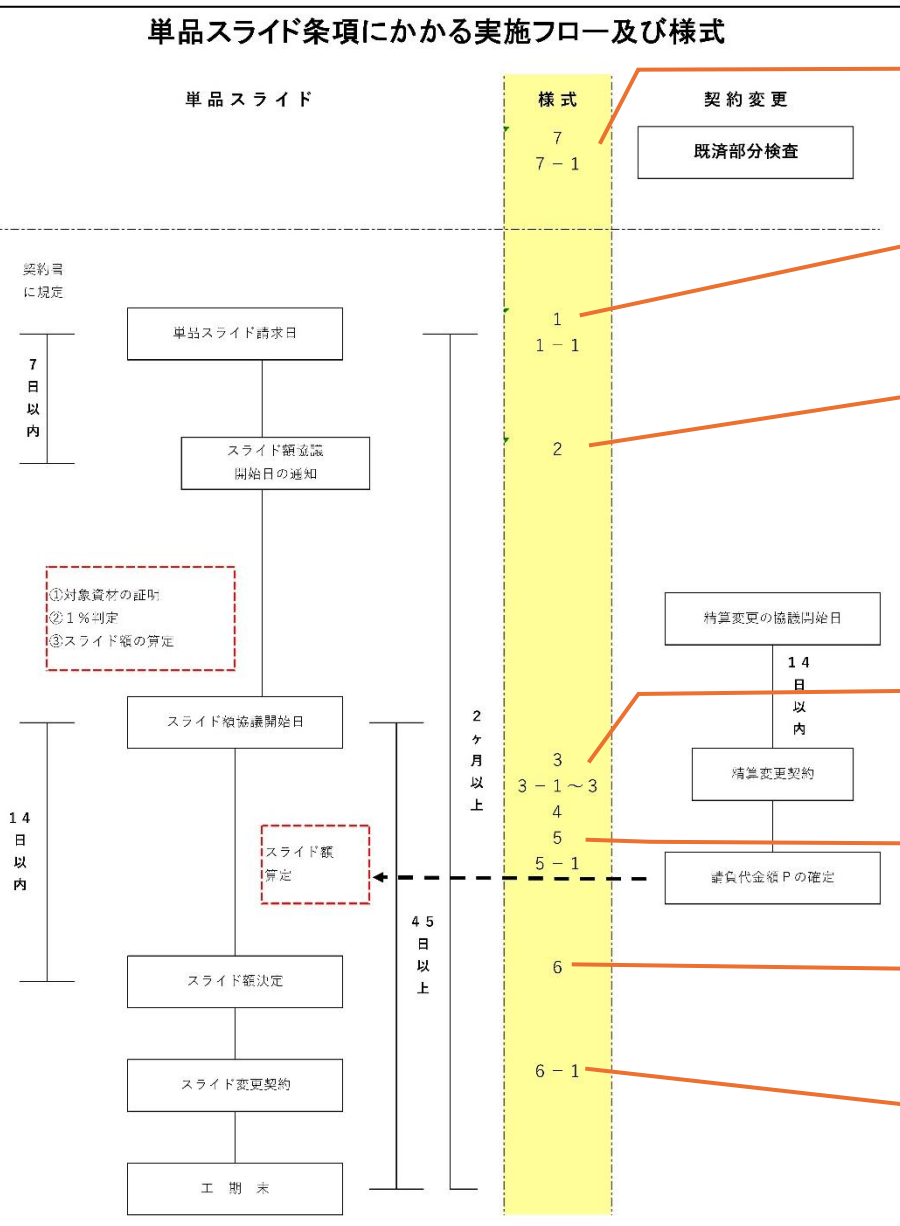 単品スライド条項にかかる実施フロー及び様式
単品スライド
様式
契約変更
7
7－1
既済部分検査
契約書
に規定
単品スライド請求日
1
1－1
7日以内
スライド額協議
開始日の通知
2
①対象資材の証明
②1％判定
③スライド額の算定
精算変更の協議開始日
14日以内
スライド額協議開始日
2ヶ月以上
3
3－1～3
4
5
5－1
精算変更契約
14日以内
スライド額
算定
請負代金額Pの確定
45日以上
スライド額決定
6
スライド変更契約
6－1
工期末